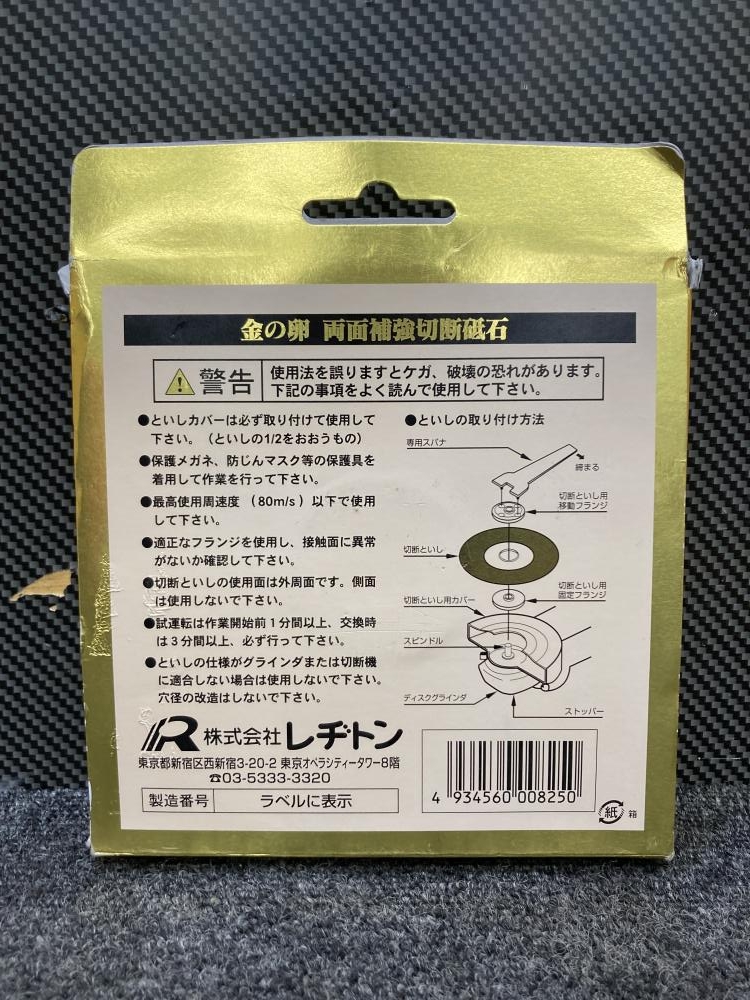 金の卵 両面補強切断砥石
警告
使用法を誤りますとケガ、破壊の恐れがあります。
下記の事項をよく読んで使用して下さい。
●といしカバーは必ず取り付けて使用して
下さい。（といしの1/2をおおうもの）
●保護メガネ、防じんマスク等の保護具を
着用して作業を行って下さい。
●最高使用周速度 （80m/s）以下で使用
して下さい。
●適正なフランジを使用し、接触面に異常
がないか確認して下さい。
●切断といしの使用面は外周面です。側面
は使用しないで下さい。
●試運転は作業開始前１分間以上、交換時
は３分間以上、必ず行って下さい。
●といしの仕様がグラインダまたは切断機
に適合しない場合は使用しないで下さい。
穴径の改造はしないで下さい。
●といしの取り付け方法
専用スパナ
締まる
切断といし用
移動フランジ
切断といし
切断といし用
固定フランジ
切断といし用カバー
スピンドル
ディスクグラインダ
ストッパー
R 株式会社レヂトン
東京都新宿区西新宿3-20-2 東京オペラシティータワー8階
☎03-5333-3320
製造番号 ラベルに表示
4 934560 008250
紙 箱